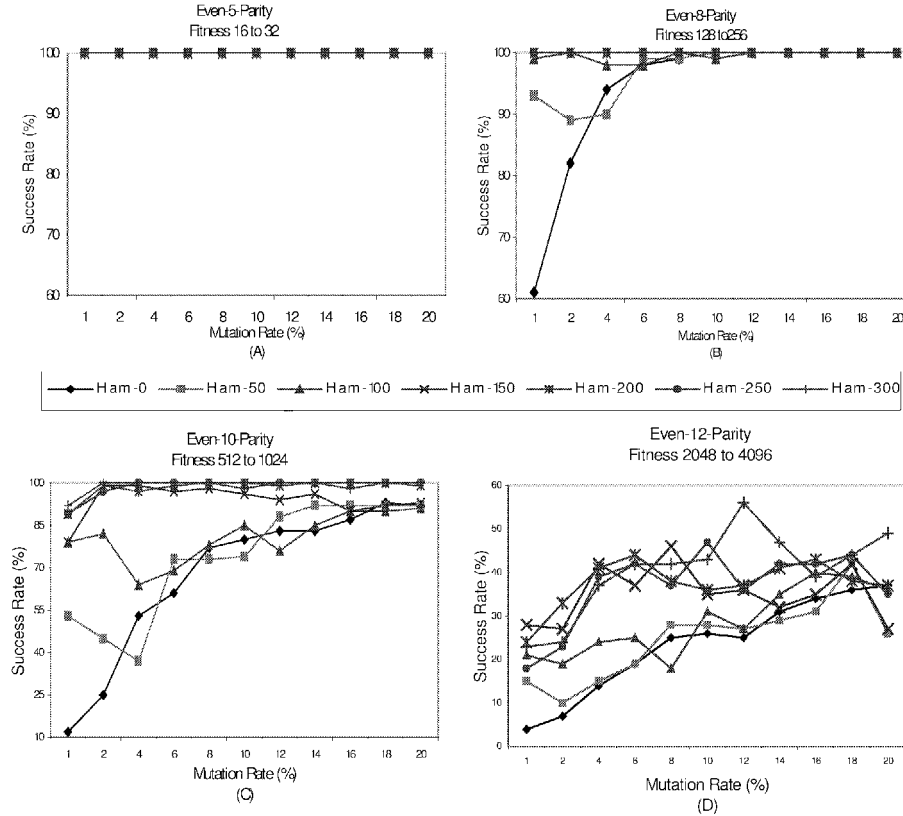 Even-5-Parity
Fitness 16 to 32
100
90
80
70
60
Success Rate (%)
1 2 4 6 8 10 12 14 16 18 20
Mutation Rate (%)
(A)
Even-8-Parity
Fitness 128 to 256
100
90
80
70
60
Success Rate (%)
1 2 4 6 8 10 12 14 16 18 20
Mutation Rate (%)
(B)
Ham-0 Ham-50 Ham-100 Ham-150 Ham-200 Ham-250 Ham-300
Even-10-Parity
Fitness 512 to 1024
100
85
70
55
40
25
10
Success Rate (%)
1 2 4 6 8 10 12 14 16 18 20
Mutation Rate (%)
(C)
Even-12-Parity
Fitness 2048 to 4096
60
50
40
30
20
10
0
Success Rate (%)
1 2 4 6 8 10 12 14 16 18 20
Mutation Rate (%)
(D)